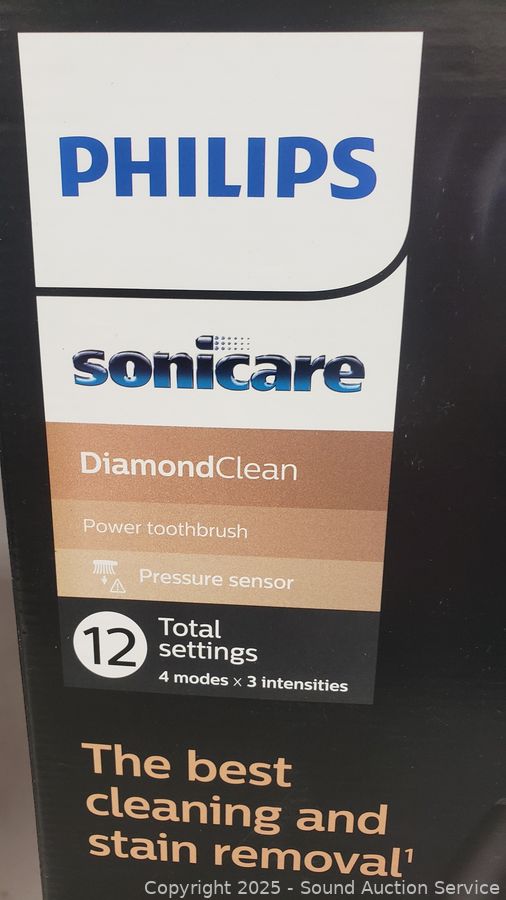 PHILIPS
sonicare
DiamondClean
Power toothbrush
Pressure sensor
12
Total
settings
4 modes x 3 intensities
The best
cleaning and
stain removal¹
Copyright 2025 - Sound Auction Service